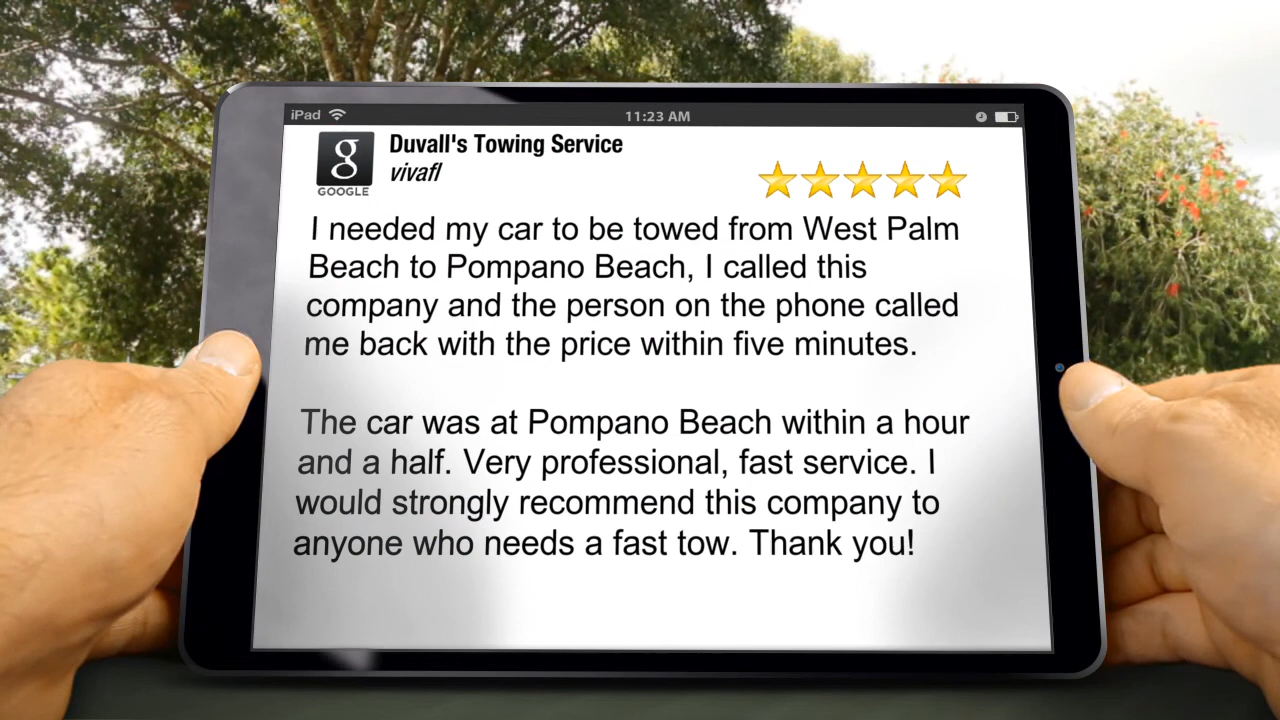 iPad 11:23 AM
g
GOOGLE
Duvall's Towing Service
vivafl
I needed my car to be towed from West Palm
Beach to Pompano Beach, I called this
company and the person on the phone called
me back with the price within five minutes.
The car was at Pompano Beach within a hour
and a half. Very professional, fast service. I
would strongly recommend this company to
anyone who needs a fast tow. Thank you!